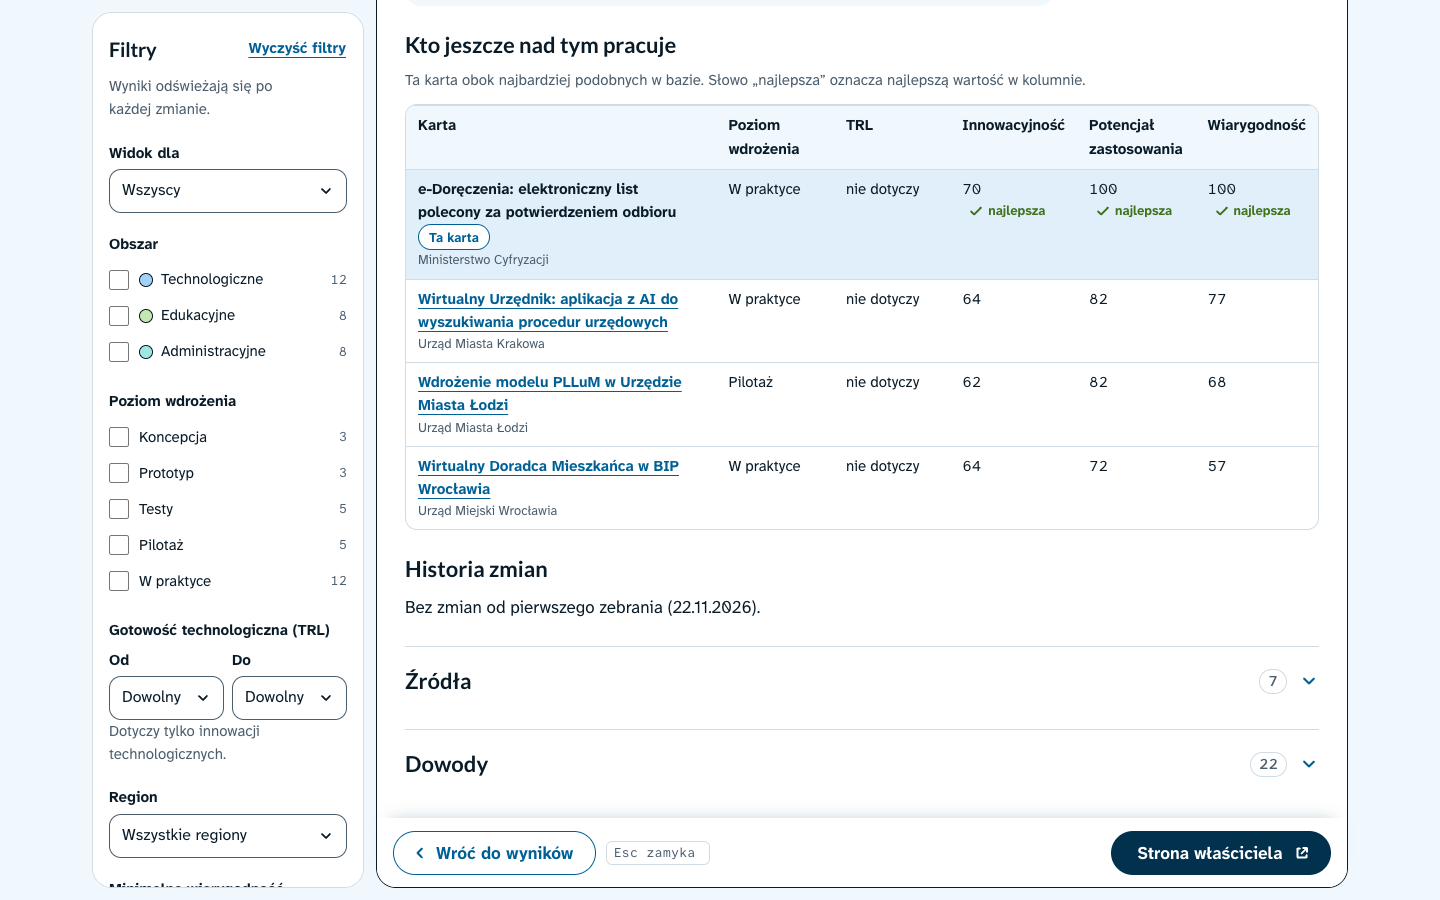 Filtry
Wyczyść filtry
Wyniki odświeżają się po
każdej zmianie.
Widok dla
Wszyscy
Obszar
Technologiczne 12
Edukacyjne 8
Administracyjne 8
Poziom wdrożenia
Koncepcja 3
Prototyp 3
Testy 5
Pilotaż 5
W praktyce 12
Gotowość technologiczna (TRL)
Od Do
Dowolny Dowolny
Dotyczy tylko innowacji
technologicznych.
Region
Wszystkie regiony
Kto jeszcze nad tym pracuje
Ta karta obok najbardziej podobnych w bazie. Słowo „najlepsza” oznacza najlepszą wartość w kolumnie.
Karta Poziom wdrożenia TRL Innowacyjność Potencjał zastosowania Wiarygodność
e-Doręczenia: elektroniczny list W praktyce nie dotyczy 70 100 100
polecony za potwierdzeniem odbioru najlepsza najlepsza najlepsza
Ta karta
Ministerstwo Cyfryzacji
Wirtualny Urzędnik: aplikacja z AI do W praktyce nie dotyczy 64 82 77
wyszukiwania procedur urzędowych
Urząd Miasta Krakowa
Wdrożenie modelu PLLuM w Urzędzie Pilotaż nie dotyczy 62 82 68
Miasta Łodzi
Urząd Miasta Łodzi
Wirtualny Doradca Mieszkańca w BIP W praktyce nie dotyczy 64 72 57
Wrocławia
Urząd Miejski Wrocławia
Historia zmian
Bez zmian od pierwszego zebrania (22.11.2026).
Źródła 7
Dowody 22
Wróć do wyników Esc zamyka Strona właściciela